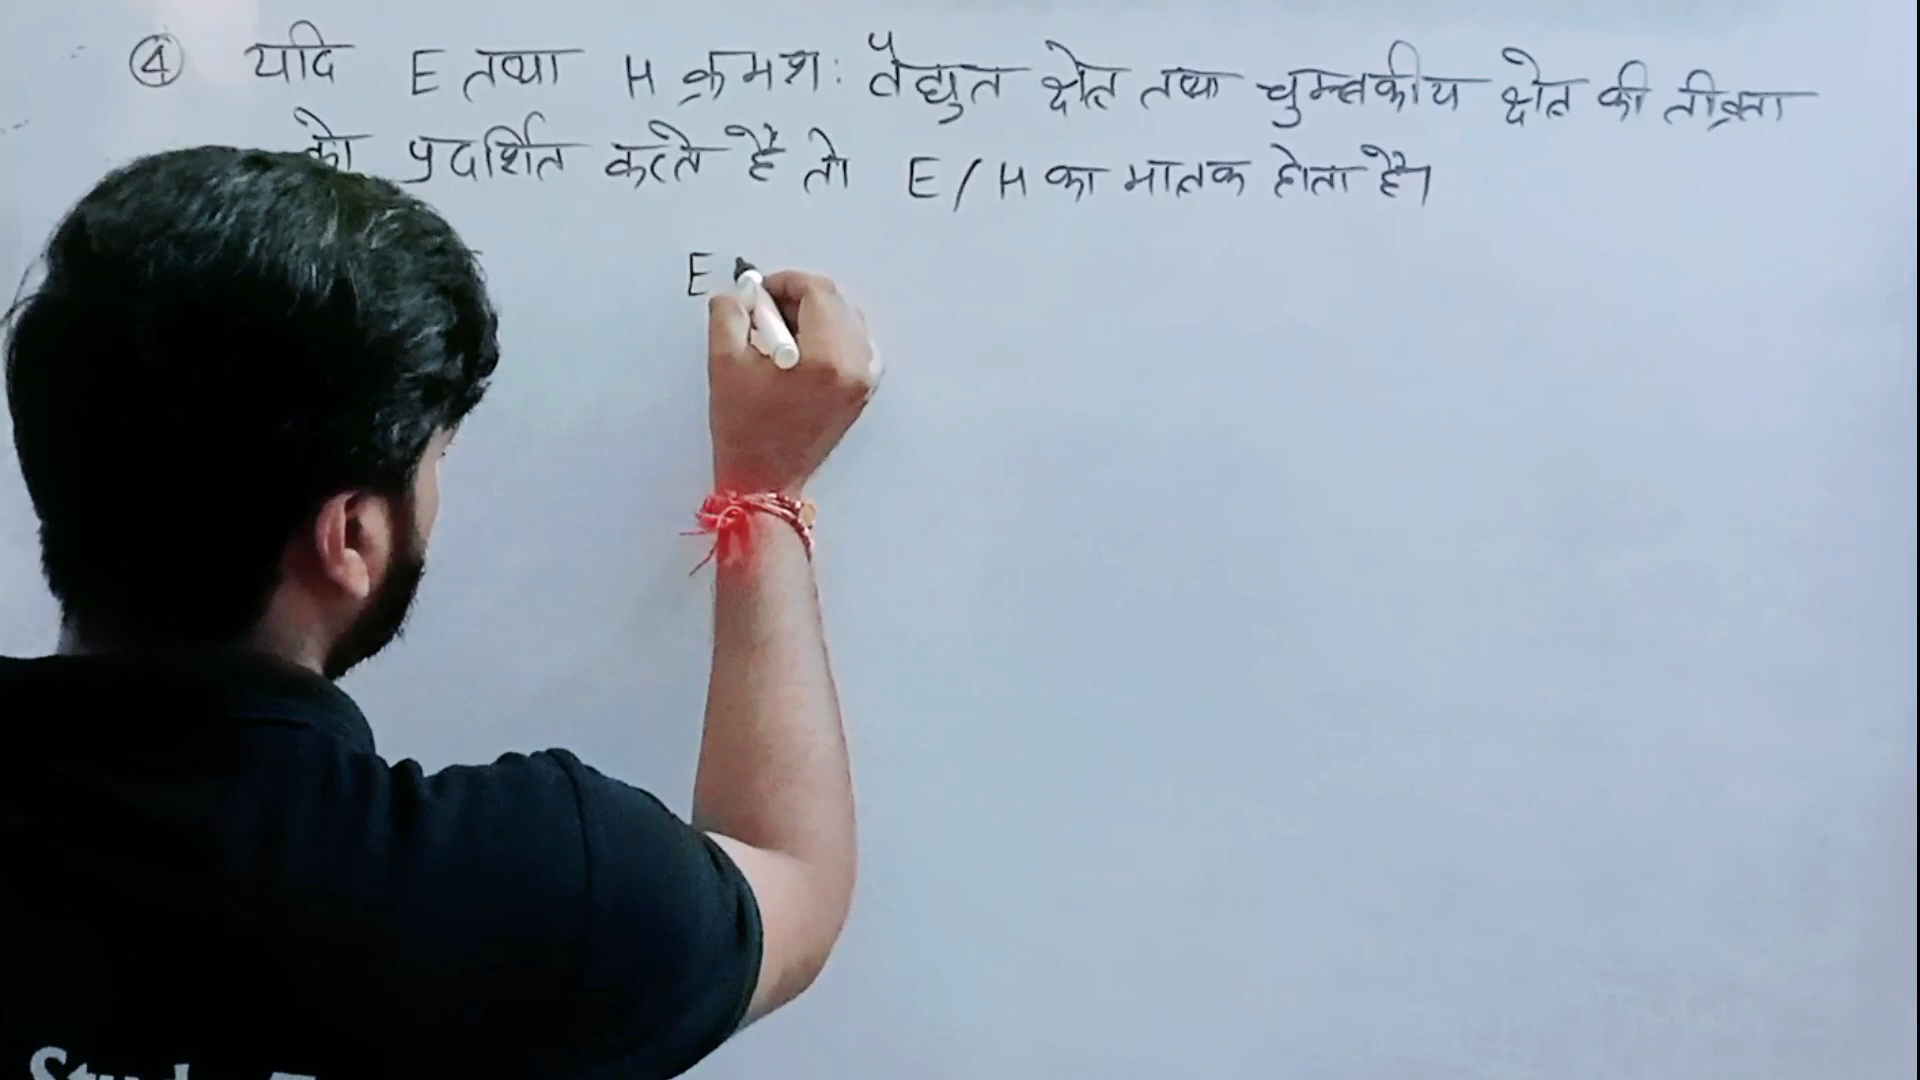 ④ यदि E तथा H क्रमशः वैद्युत क्षेत्र तथा चुम्बकीय क्षेत्र की तीव्रता
को प्रदर्शित करते है तो E/H का मात्रक होता है।
E